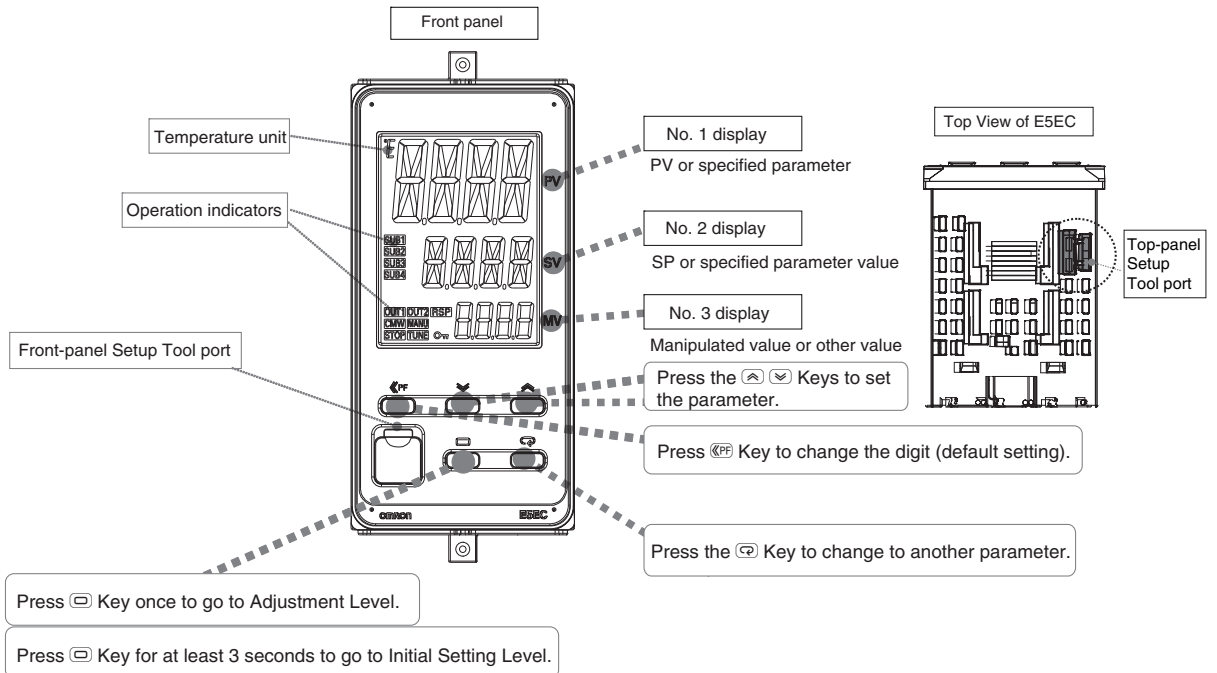 Front panel
Temperature unit
Operation indicators
Front-panel Setup Tool port
°F
PV
SUB1
SUB2
SUB3
SUB4
SV
OUT1 OUT2 RSP
CMW MANU
STOP TUNE
MV
PF
OMRON
E5EC
No. 1 display
PV or specified parameter
No. 2 display
SP or specified parameter value
No. 3 display
Manipulated value or other value
Press the Keys to set
the parameter.
Press PF Key to change the digit (default setting).
Press the Key to change to another parameter.
Press Key once to go to Adjustment Level.
Press Key for at least 3 seconds to go to Initial Setting Level.
Top View of E5EC
Top-panel
Setup
Tool port